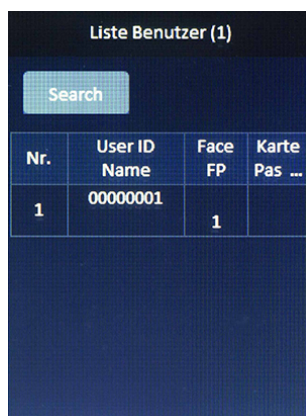 Liste Benutzer (1)
Search
Nr. User ID Face Karte
Name FP Pas ...
1 00000001
1